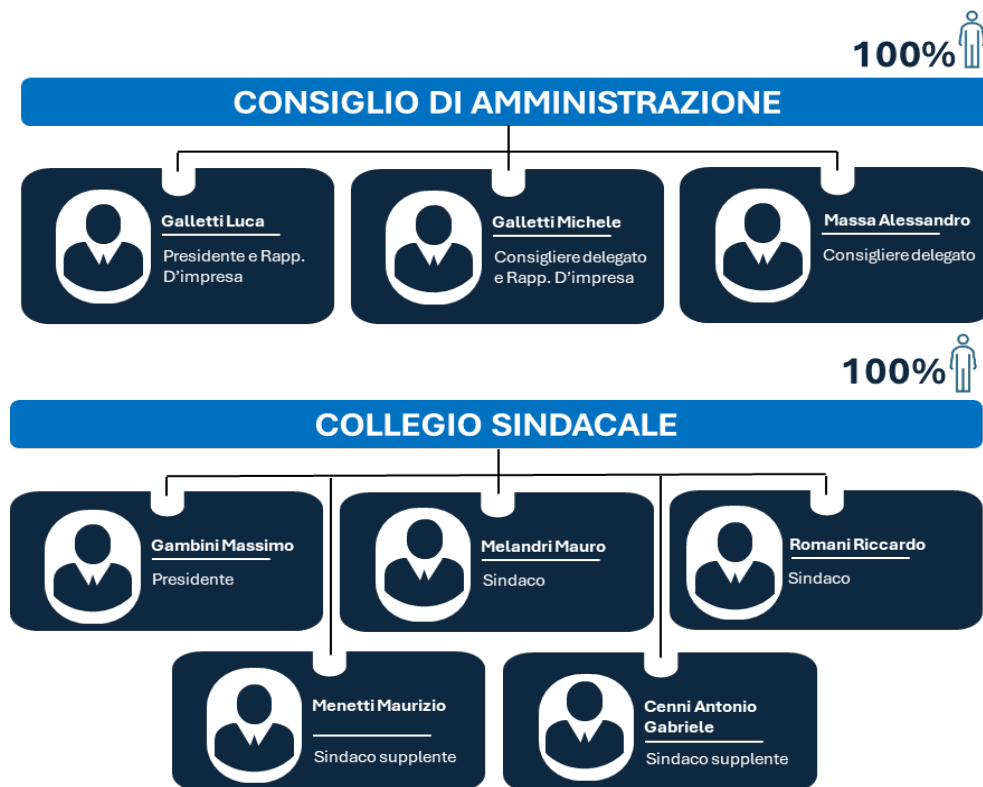 100%
CONSIGLIO DI AMMINISTRAZIONE
Galletti Luca
Presidente e Rapp.
D'impresa
Galletti Michele
Consigliere delegato
e Rapp. D'impresa
Massa Alessandro
Consigliere delegato
100%
COLLEGIO SINDACALE
Gambini Massimo
Presidente
Melandri Mauro
Sindaco
Romani Riccardo
Sindaco
Menetti Maurizio
Sindaco supplente
Cenni Antonio
Gabriele
Sindaco supplente